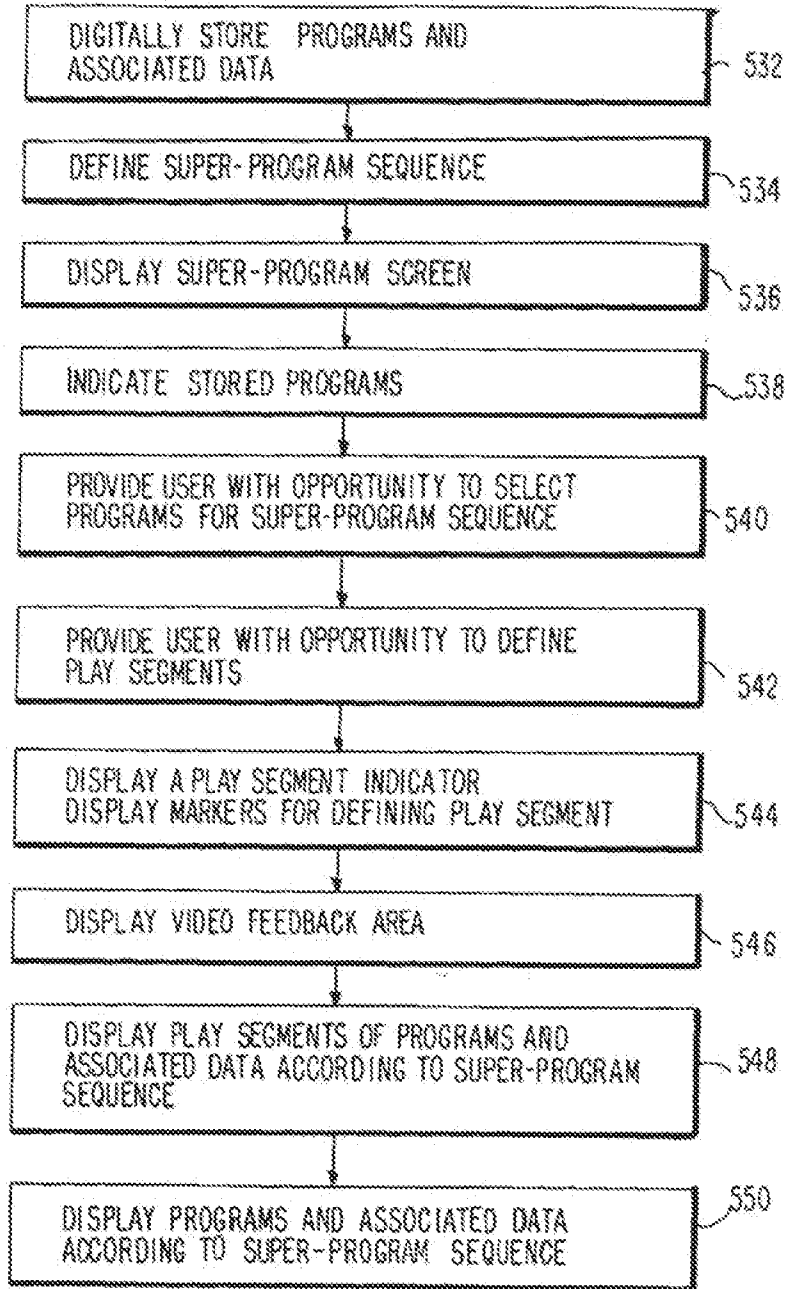 DIGITALLY STORE PROGRAMS AND
ASSOCIATED DATA
532
DEFINE SUPER-PROGRAM SEQUENCE
534
DISPLAY SUPER-PROGRAM SCREEN
536
INDICATE STORED PROGRAMS
538
PROVIDE USER WITH OPPORTUNITY TO SELECT
PROGRAMS FOR SUPER-PROGRAM SEQUENCE
540
PROVIDE USER WITH OPPORTUNITY TO DEFINE
PLAY SEGMENTS
542
DISPLAY A PLAY SEGMENT INDICATOR
DISPLAY MARKERS FOR DEFINING PLAY SEGMENT
544
DISPLAY VIDEO FEEDBACK AREA
546
DISPLAY PLAY SEGMENTS OF PROGRAMS AND
ASSOCIATED DATA ACCORDING TO SUPER-PROGRAM
SEQUENCE
548
DISPLAY PROGRAMS AND ASSOCIATED DATA
ACCORDING TO SUPER-PROGRAM SEQUENCE
550